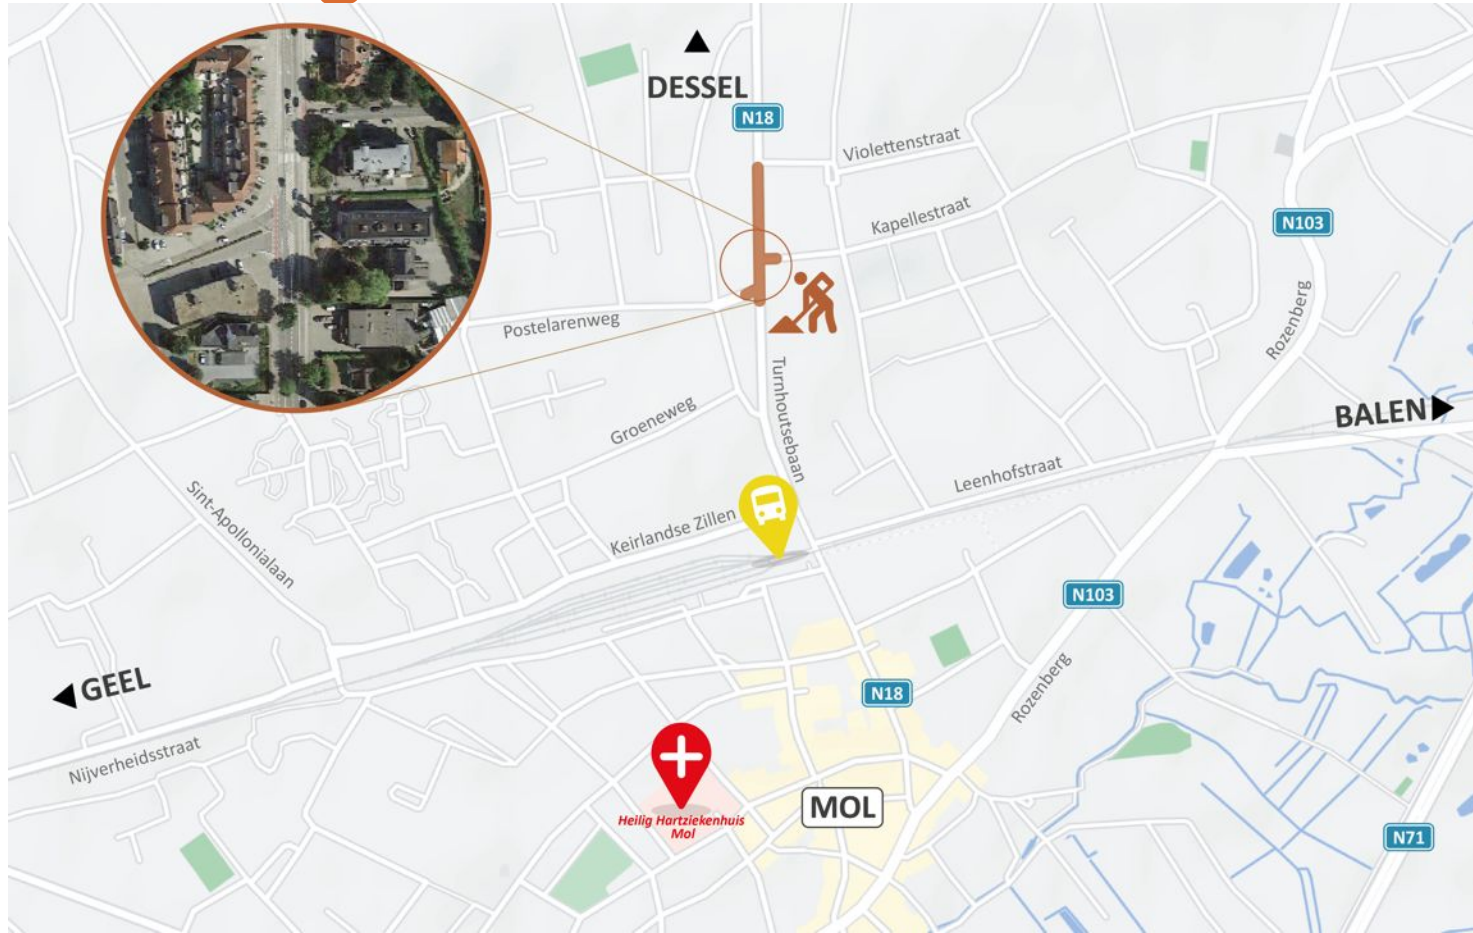 DESSEL
N18
Violettenstraat
Kapellestraat
N103
Rozenberg
Postelarenweg
Turnhoutsebaan
BALEN
Groeneweg
Leenhofstraat
Sint-Apollonialaan
Keirlandse Zillen
N103
GEEL
Rozenberg
N18
Nijverheidsstraat
MOL
Heilig Hartziekenhuis
Mol
N71